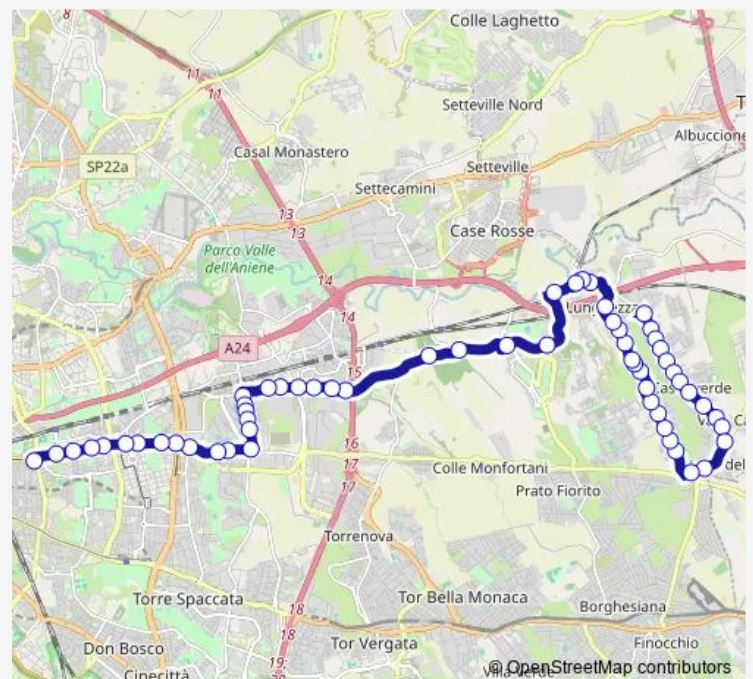 Colle Laghetto
8
11
11
Setteville Nord
Albuccione
SP22a
Casal Monastero
Setteville
Settecamini
13
13
Case Rosse
Parco Valle
dell'Aniene
14
14
A24
15
16
17
17
Colle Monfortani
Prato Fiorito
Torrenova
Torre Spaccata
Tor Bella Monaca
Borghesiana
18
18
Don Bosco
Tor Vergata
Finocchio
19
Cinecittà
© OpenStreetMap contributors